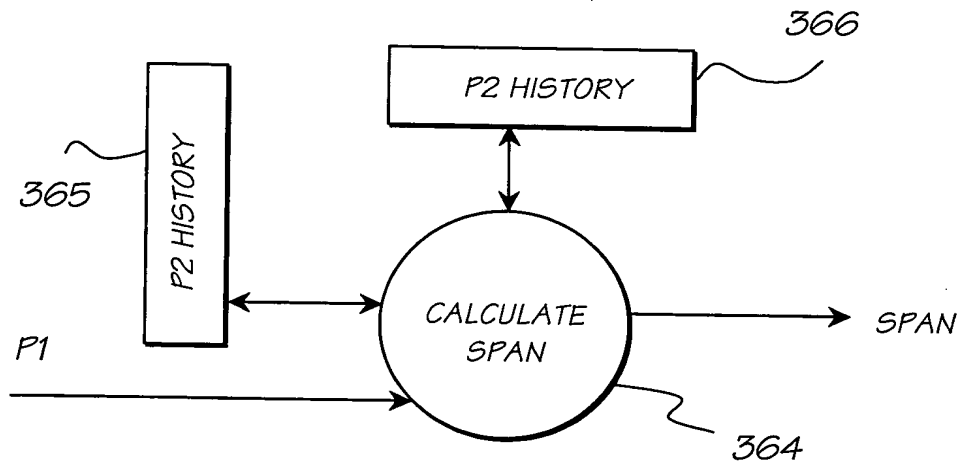 366
P2 HISTORY
365
P2 HISTORY
CALCULATE
SPAN
SPAN
P1
364